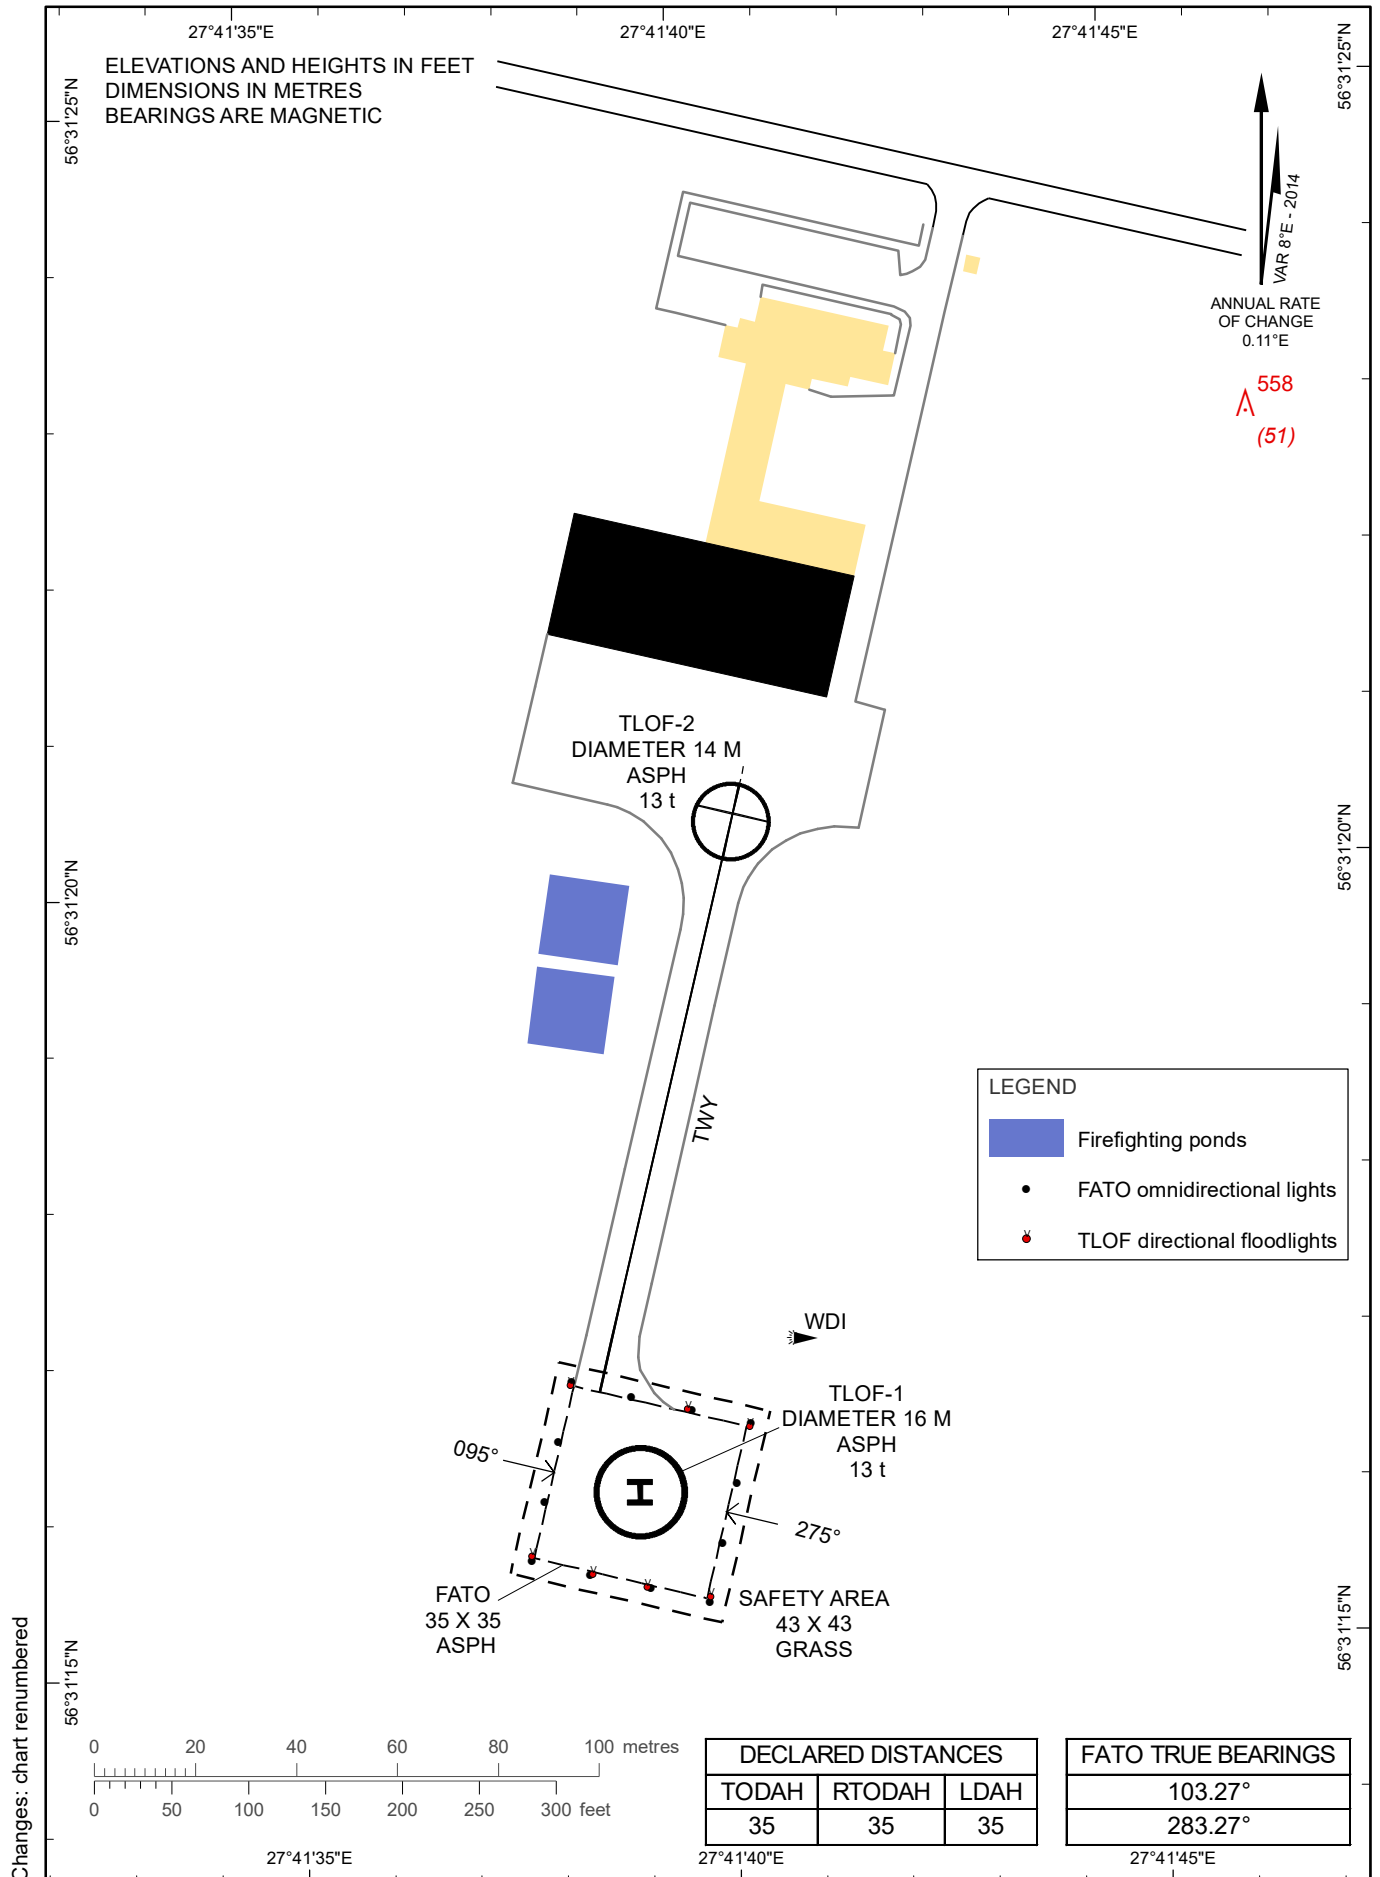 27°41'35"E
27°41'40"E
27°41'45"E
ELEVATIONS AND HEIGHTS IN FEET
DIMENSIONS IN METRES
BEARINGS ARE MAGNETIC
56°31'25"N
56°31'25"N
VAR 8°E - 2014
ANNUAL RATE
OF CHANGE
0.11°E
558
(51)
TLOF-2
DIAMETER 14 M
ASPH
13 t
56°31'20"N
56°31'20"N
TWY
LEGEND
Firefighting ponds
FATO omnidirectional lights
TLOF directional floodlights
WDI
TLOF-1
DIAMETER 16 M
ASPH
13 t
095°
H
275°
FATO
35 X 35
ASPH
SAFETY AREA
43 X 43
GRASS
56°31'15"N
56°31'15"N
Changes: chart renumbered
0 20 40 60 80 100 metres
0 50 100 150 200 250 300 feet
DECLARED DISTANCES
TODAH RTODAH LDAH
35 35 35
FATO TRUE BEARINGS
103.27°
283.27°
27°41'35"E
27°41'40"E
27°41'45"E